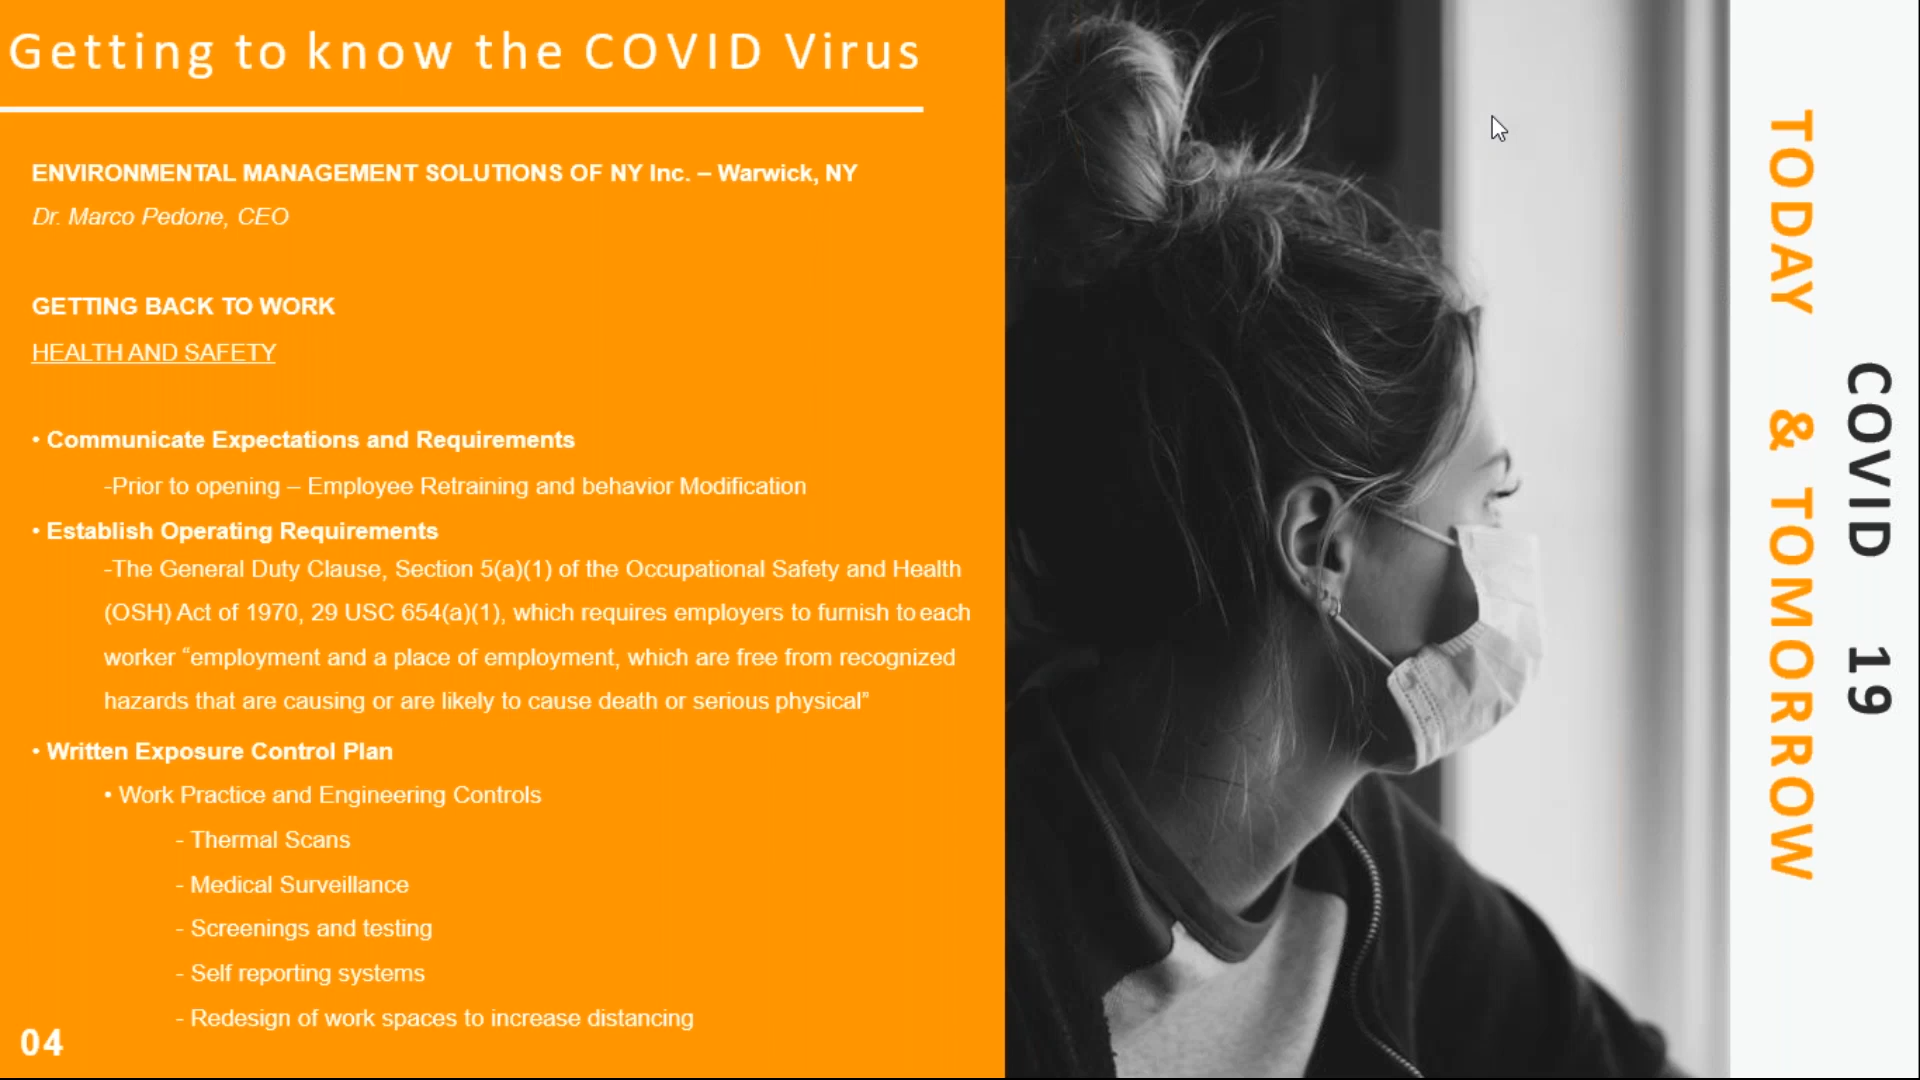 Getting to know the COVID Virus
ENVIRONMENTAL MANAGEMENT SOLUTIONS OF NY Inc. – Warwick, NY
Dr. Marco Pedone, CEO
GETTING BACK TO WORK
HEALTH AND SAFETY
• Communicate Expectations and Requirements
-Prior to opening – Employee Retraining and behavior Modification
• Establish Operating Requirements
-The General Duty Clause, Section 5(a)(1) of the Occupational Safety and Health
(OSH) Act of 1970, 29 USC 654(a)(1), which requires employers to furnish to each
worker “employment and a place of employment, which are free from recognized
hazards that are causing or are likely to cause death or serious physical”
• Written Exposure Control Plan
• Work Practice and Engineering Controls
- Thermal Scans
- Medical Surveillance
- Screenings and testing
- Self reporting systems
- Redesign of work spaces to increase distancing
04
COVID 19
TODAY & TOMORROW